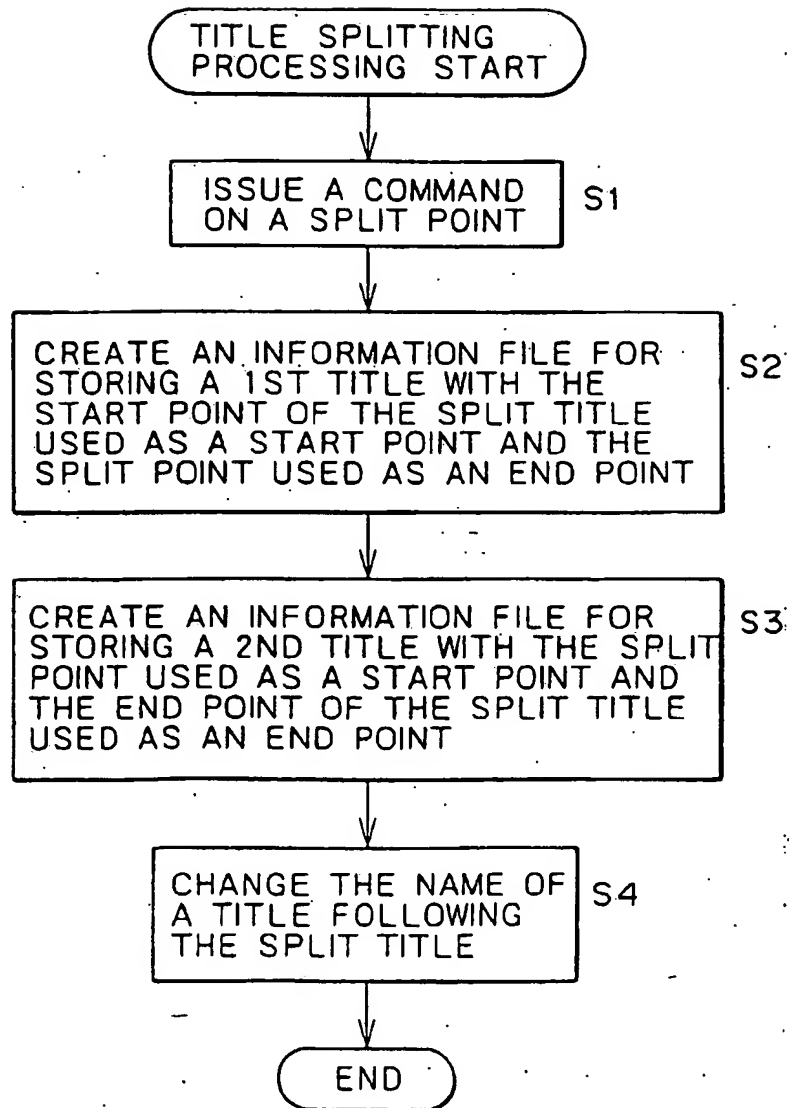 TITLE SPLITTING
PROCESSING START
ISSUE A COMMAND
ON A SPLIT POINT
S1
CREATE AN INFORMATION FILE FOR
STORING A 1ST TITLE WITH THE
START POINT OF THE SPLIT TITLE
USED AS A START POINT AND THE
SPLIT POINT USED AS AN END POINT
S2
CREATE AN INFORMATION FILE FOR
STORING A 2ND TITLE WITH THE SPLIT
POINT USED AS A START POINT AND
THE END POINT OF THE SPLIT TITLE
USED AS AN END POINT
S3
CHANGE THE NAME OF
A TITLE FOLLOWING
THE SPLIT TITLE
S4
END